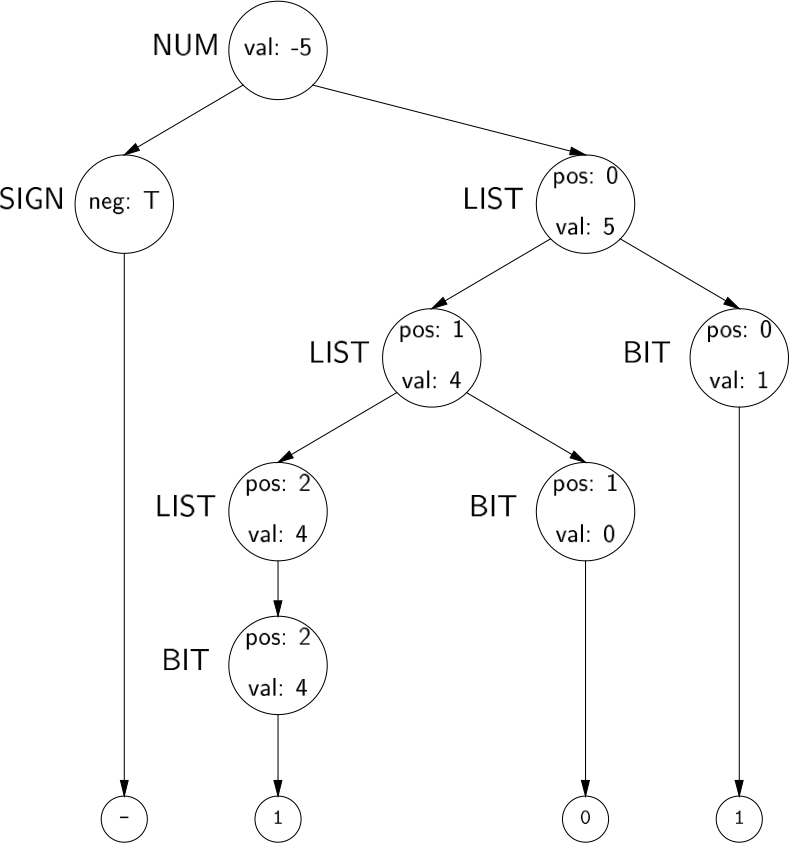 NUM
val: -5
SIGN
neg: T
LIST
pos: 0
val: 5
LIST
pos: 1
val: 4
BIT
pos: 0
val: 1
LIST
pos: 2
val: 4
BIT
pos: 1
val: 0
BIT
pos: 2
val: 4
-
1
0
1